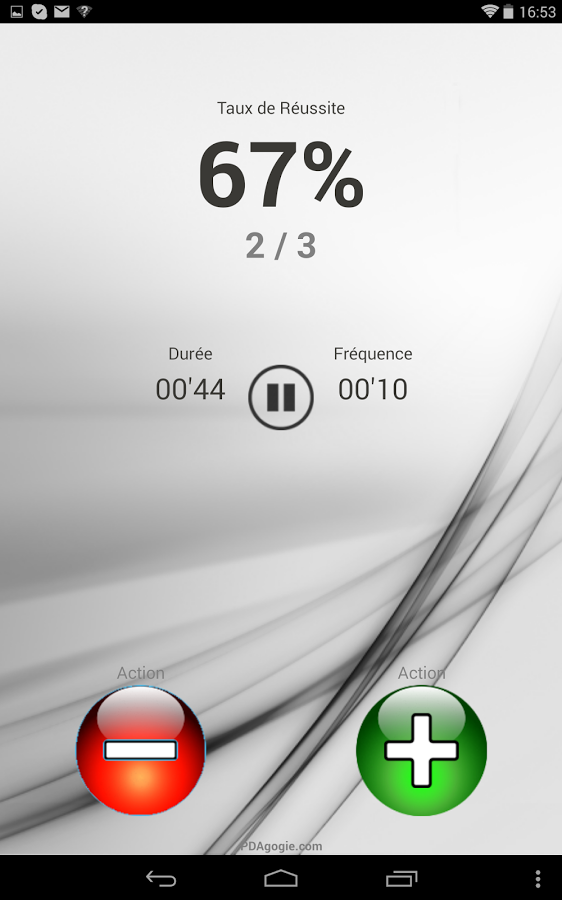 16:53
Taux de Réussite
67%
2 / 3
Durée
Fréquence
00'44
00'10
Action
Action
PDAgogie.com